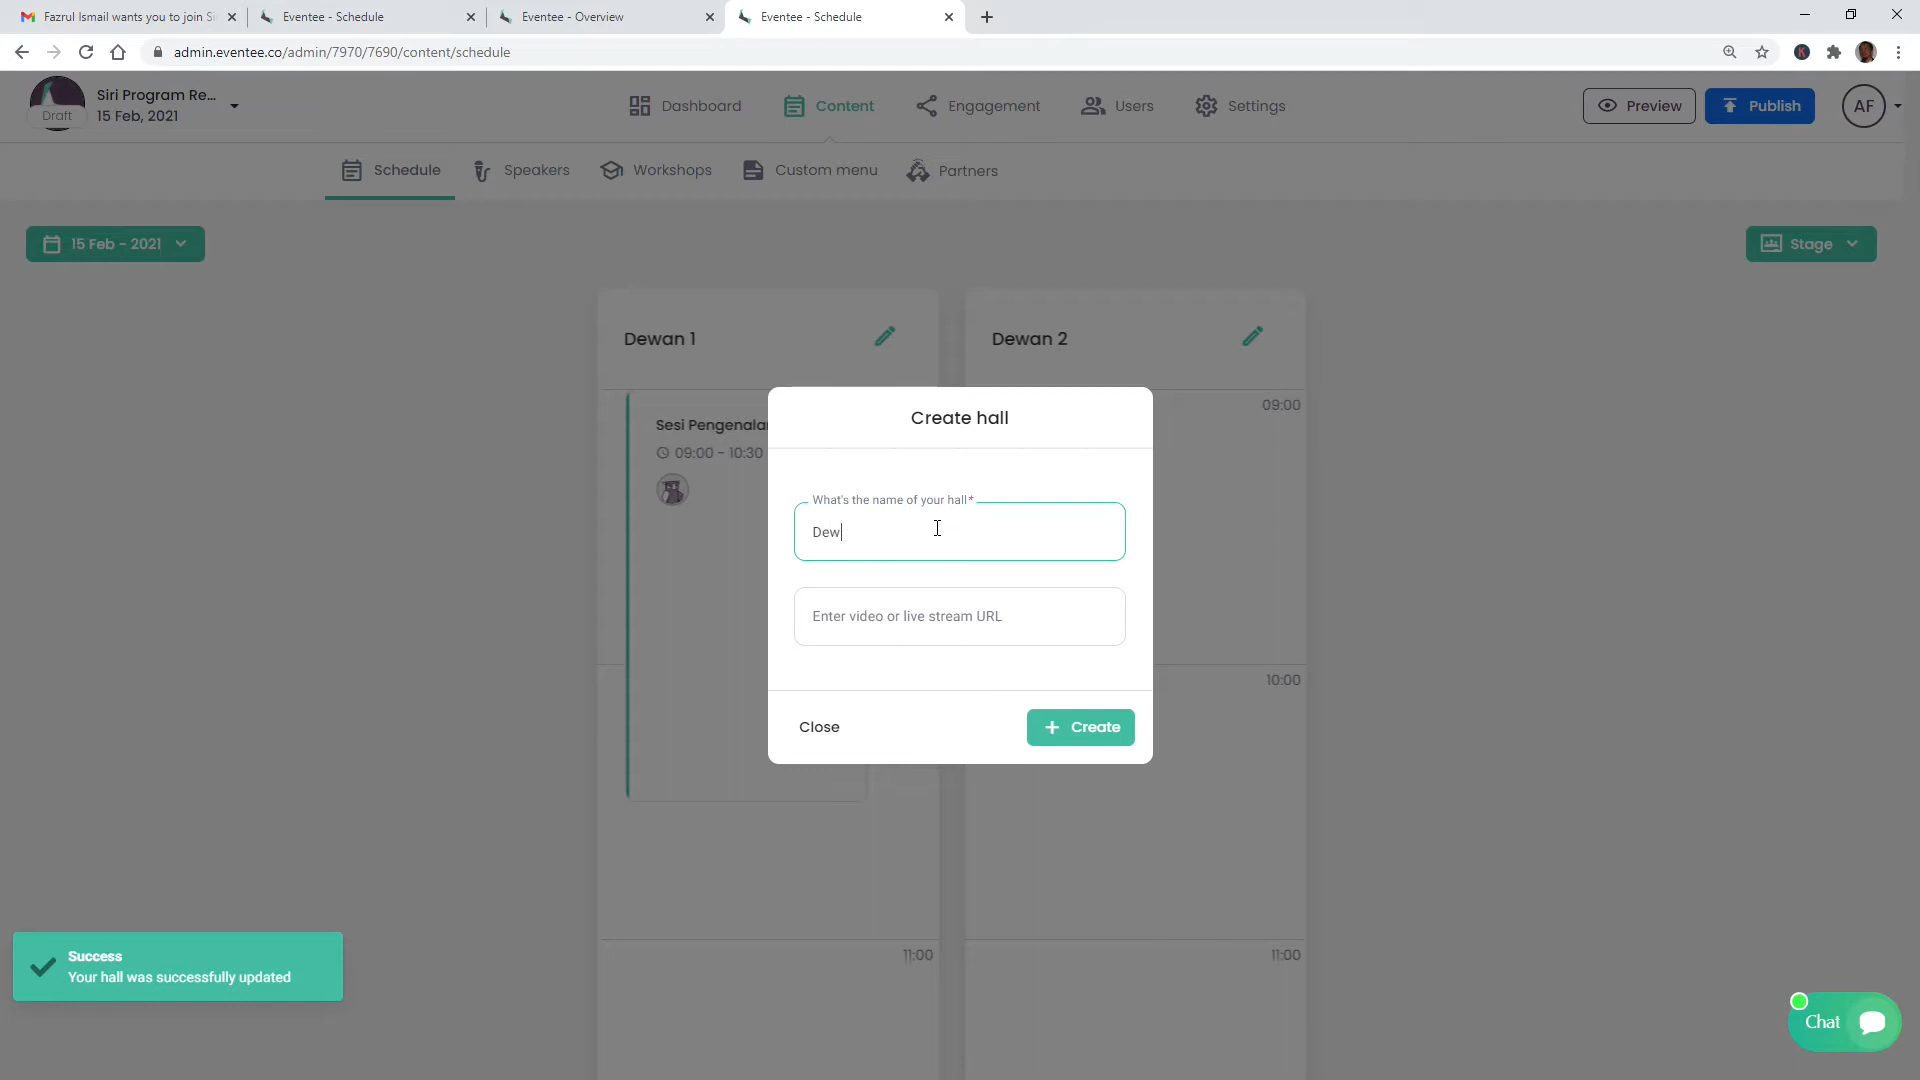 Fazrul Ismail wants you to join Si
Eventee - Schedule
Eventee - Overview
Eventee - Schedule
admin.eventee.co/admin/7970/7690/content/schedule
K
Draft
Siri Program Re...
15 Feb, 2021
Dashboard
Content
Engagement
Users
Settings
Preview
Publish
AF
Schedule
Speakers
Workshops
Custom menu
Partners
15 Feb - 2021
Stage
Dewan 1
Dewan 2
09:00
Sesi Pengenalan
09:00 - 10:30
Create hall
What's the name of your hall*
Dew
Enter video or live stream URL
10:00
Close
Create
11:00
11:00
Success
Your hall was successfully updated
Chat